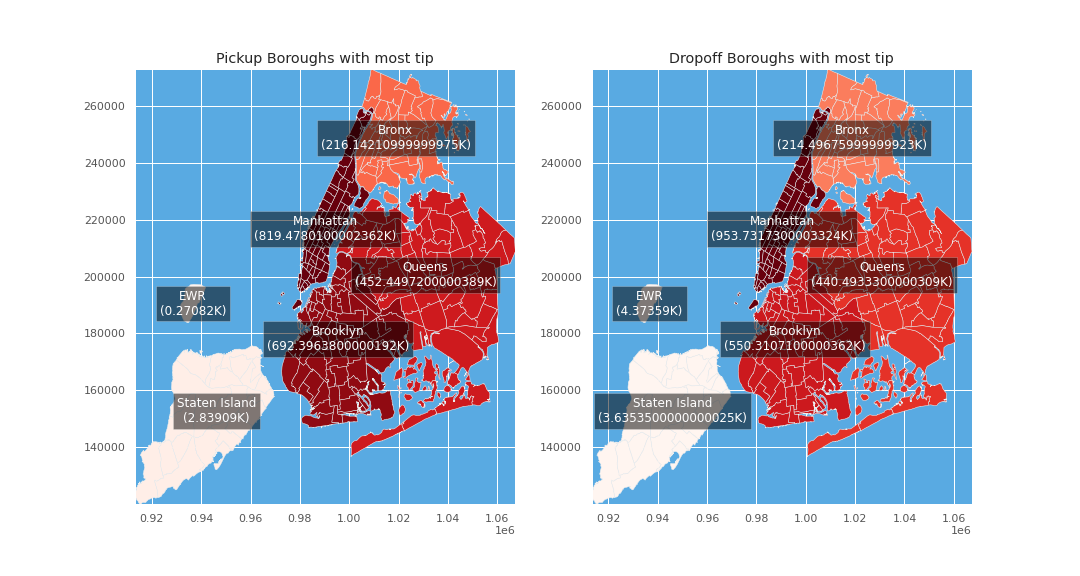 Pickup Boroughs with most tip
260000
240000
220000
200000
180000
160000
140000
Bronx
(216.14210999999975K)
Manhattan
(819.4780100002362K)
Queens
(452.4497200000389K)
EWR
(0.27082K)
Brooklyn
(692.3963800000192K)
Staten Island
(2.83909K)
0.92 0.94 0.96 0.98 1.00 1.02 1.04 1.06
1e6
Dropoff Boroughs with most tip
260000
240000
220000
200000
180000
160000
140000
Bronx
(214.49675999999923K)
Manhattan
(953.7317300003324K)
Queens
(440.4933300000309K)
EWR
(4.37359K)
Brooklyn
(550.3107100000362K)
Staten Island
(3.6353500000000025K)
0.92 0.94 0.96 0.98 1.00 1.02 1.04 1.06
1e6